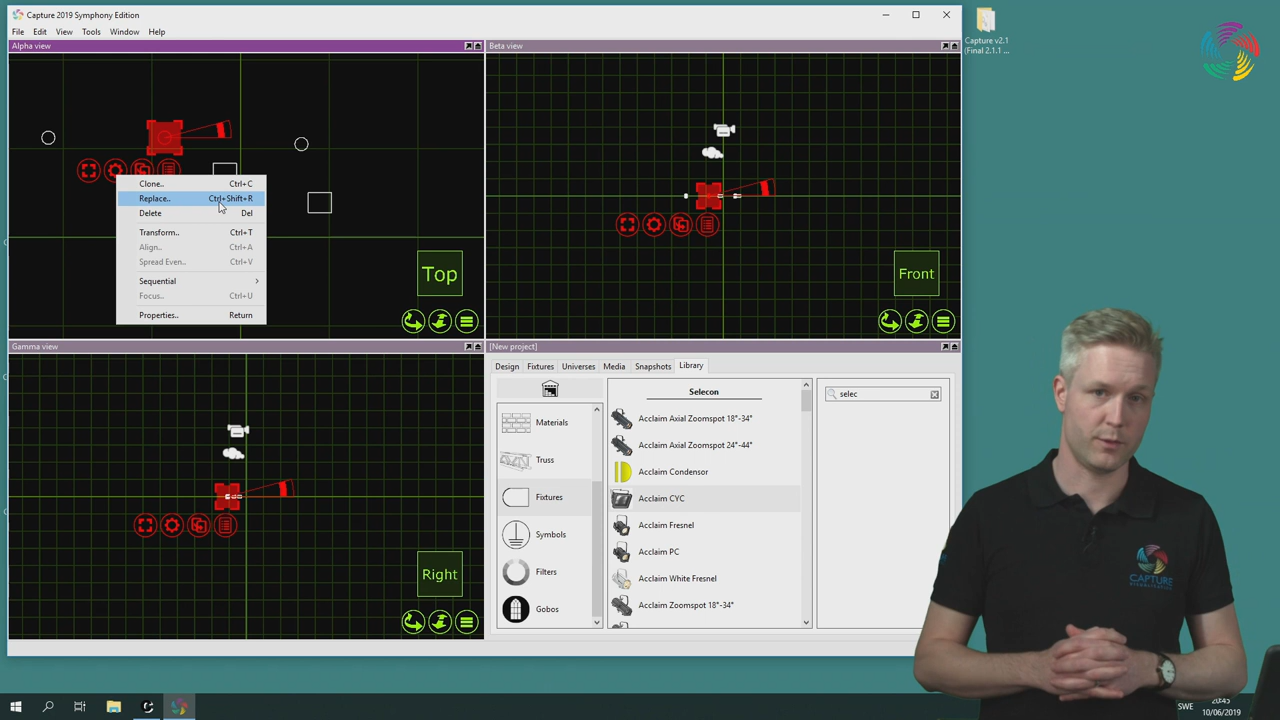 Capture 2019 Symphony Edition
File Edit View Tools Window Help
Alpha view
Beta view
Clone.. Ctrl+C
Replace.. Ctrl+Shift+R
Delete Del
Transform.. Ctrl+T
Align.. Ctrl+A
Spread Even.. Ctrl+V
Sequential
Focus.. Ctrl+U
Properties.. Return
Top
Front
Gamma view
Right
[New project]
Design Fixtures Universes Media Snapshots Library
Materials
Truss
Fixtures
Symbols
Filters
Gobos
Selecon
Acclaim Axial Zoomspot 18°-34°
Acclaim Axial Zoomspot 24°-44°
Acclaim Condensor
Acclaim CYC
Acclaim Fresnel
Acclaim PC
Acclaim White Fresnel
Acclaim Zoomspot 18°-34°
selec
Capture v2.1
(Final 2.1.1 ...
CAPTURE
SWE
20:45
10/06/2019